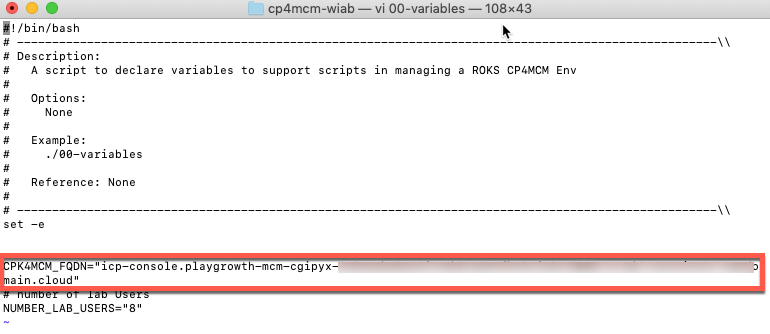 cp4mcm-wiab — vi 00-variables — 108×43
#!/bin/bash
# ------------------------------------------------------------------------------------------------------\\
# Description:
#   A script to declare variables to support scripts in managing a ROKS CP4MCM Env
#
#   Options:
#     None
#
#   Example:
#     ./00-variables
#
#   Reference: None
#
# ------------------------------------------------------------------------------------------------------\\
set -e
CPK4MCM_FQDN="icp-console.playgrowth-mcm-cgipyx-
main.cloud"
# number of lab Users
NUMBER_LAB_USERS="8"
~